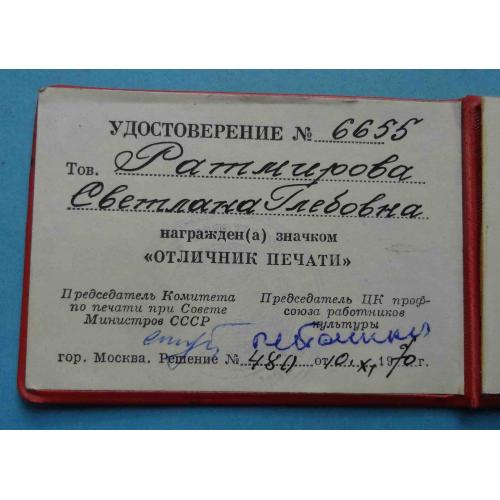 УДОСТОВЕРЕНИЕ № 6655
Тов. Ратмирова
Светлана Глебовна
награжден(а) значком
«ОТЛИЧНИК ПЕЧАТИ»
Председатель Комитета
по печати при Совете
Министров СССР
Председатель ЦК проф-
союза работников
культуры
гор. Москва. Решение № 480 от 10. XI. 1970 г.